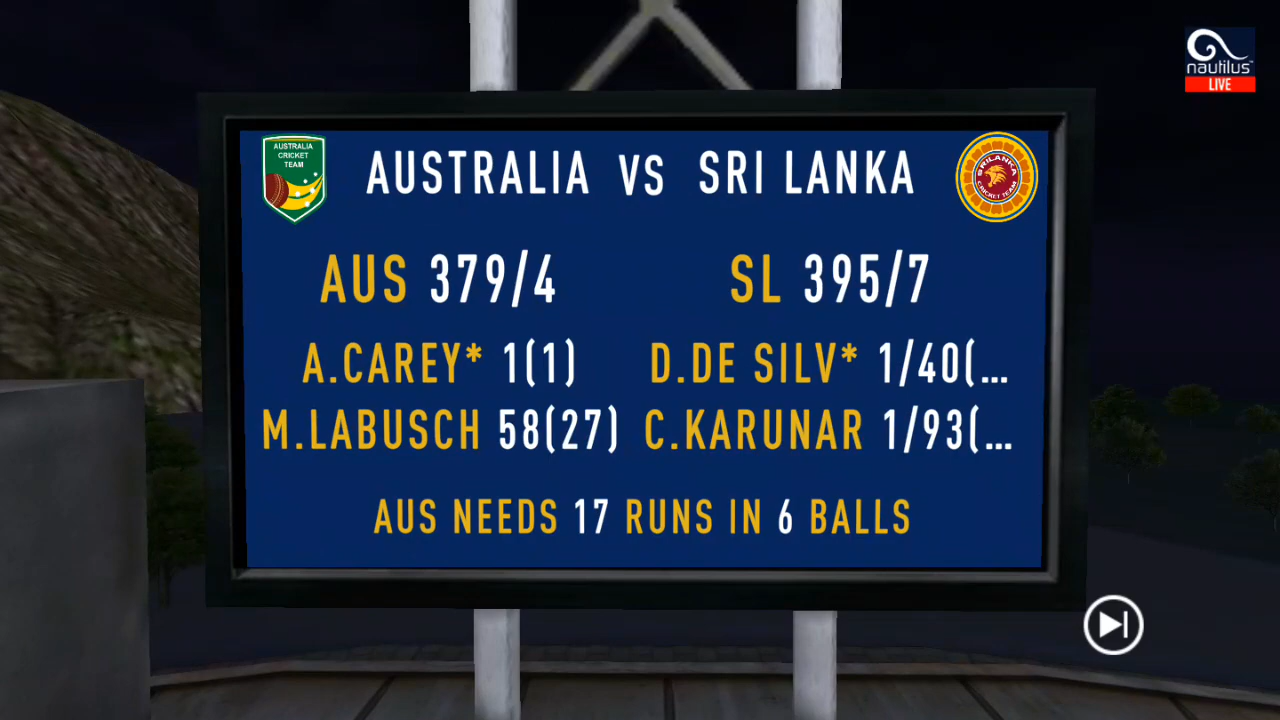 nautilus
LIVE
AUSTRALIA
CRICKET
TEAM
AUSTRALIA VS SRI LANKA
SRILANKA
CRICKET TEAM
AUS 379/4
SL 395/7
A.CAREY* 1(1)
D.DE SILV* 1/40(...
M.LABUSCH 58(27)
C.KARUNAR 1/93(...
AUS NEEDS 17 RUNS IN 6 BALLS